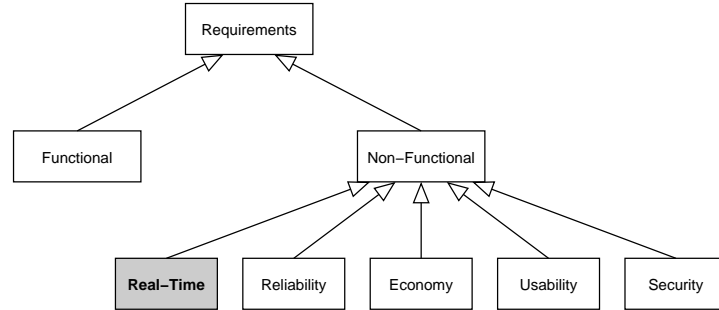 Requirements
Functional
Non−Functional
Real−Time
Reliability
Economy
Usability
Security